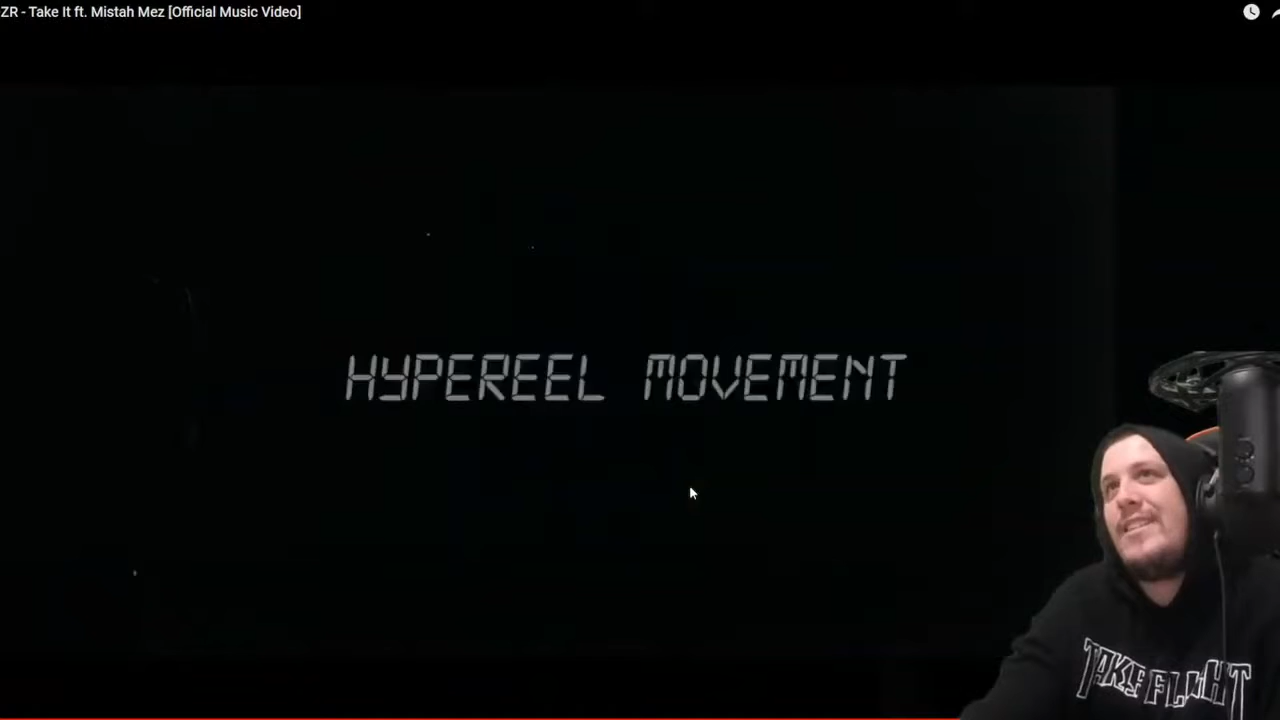 ZR - Take It ft. Mistah Mez [Official Music Video]
HYPEREEL MOVEMENT
TAKE FLIGHT